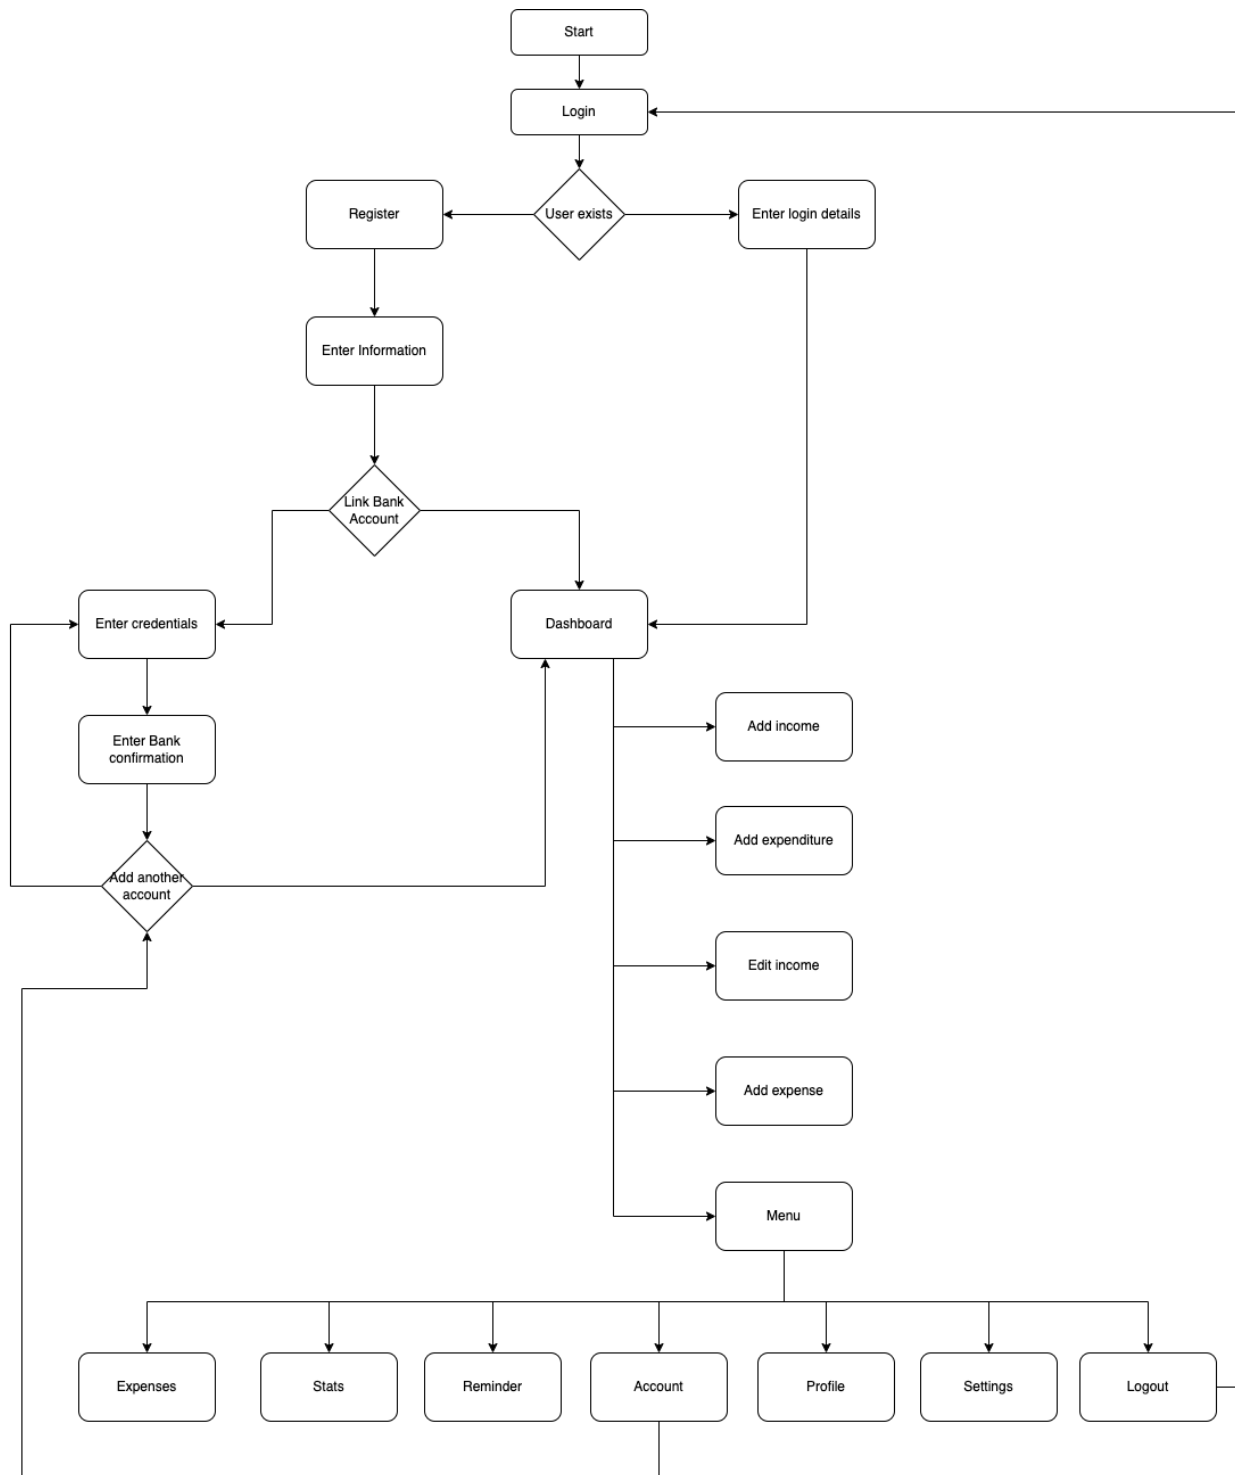 Start
Login
Register
User exists
Enter login details
Enter Information
Link Bank
Account
Enter credentials
Dashboard
Enter Bank
confirmation
Add income
Add expenditure
Add another
account
Edit income
Add expense
Menu
Expenses
Stats
Reminder
Account
Profile
Settings
Logout